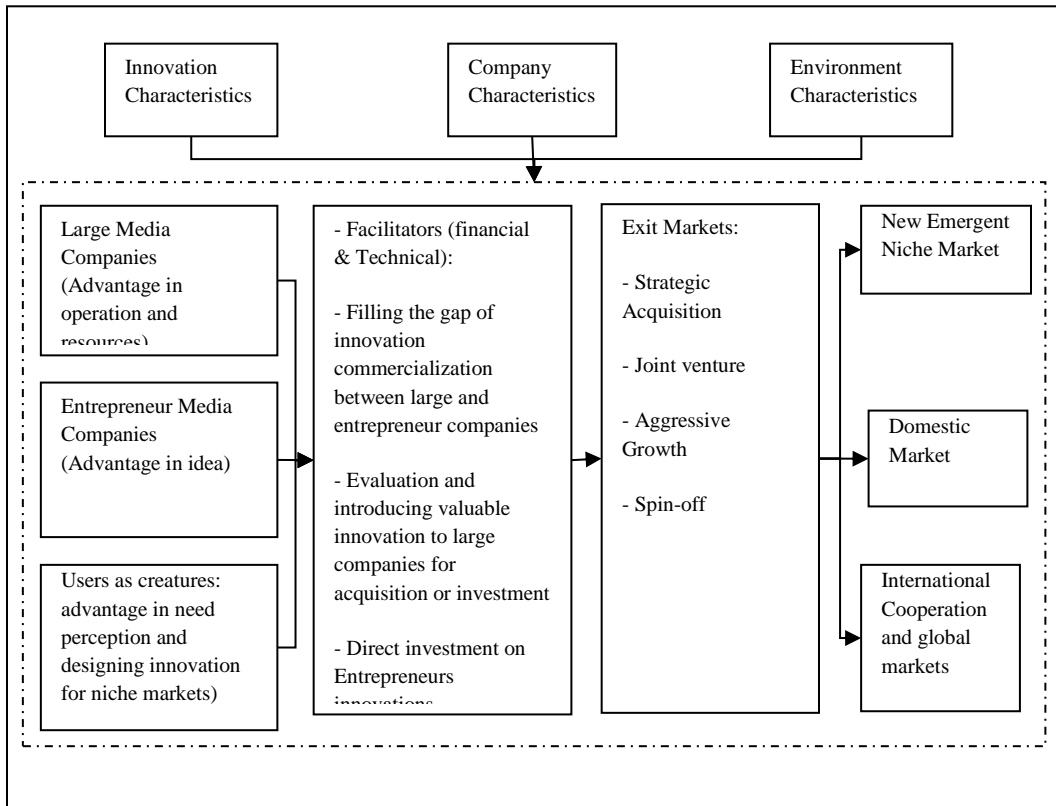 Innovation
Characteristics
Company
Characteristics
Environment
Characteristics
Large Media
Companies
(Advantage in
operation and
resources)
Entrepreneur Media
Companies
(Advantage in idea)
Users as creatures:
advantage in need
perception and
designing innovation
for niche markets)
- Facilitators (financial
& Technical):
- Filling the gap of
innovation
commercialization
between large and
entrepreneur companies
- Evaluation and
introducing valuable
innovation to large
companies for
acquisition or investment
- Direct investment on
Entrepreneurs
innovations
Exit Markets:
- Strategic
Acquisition
- Joint venture
- Aggressive
Growth
- Spin-off
New Emergent
Niche Market
Domestic
Market
International
Cooperation
and global
markets